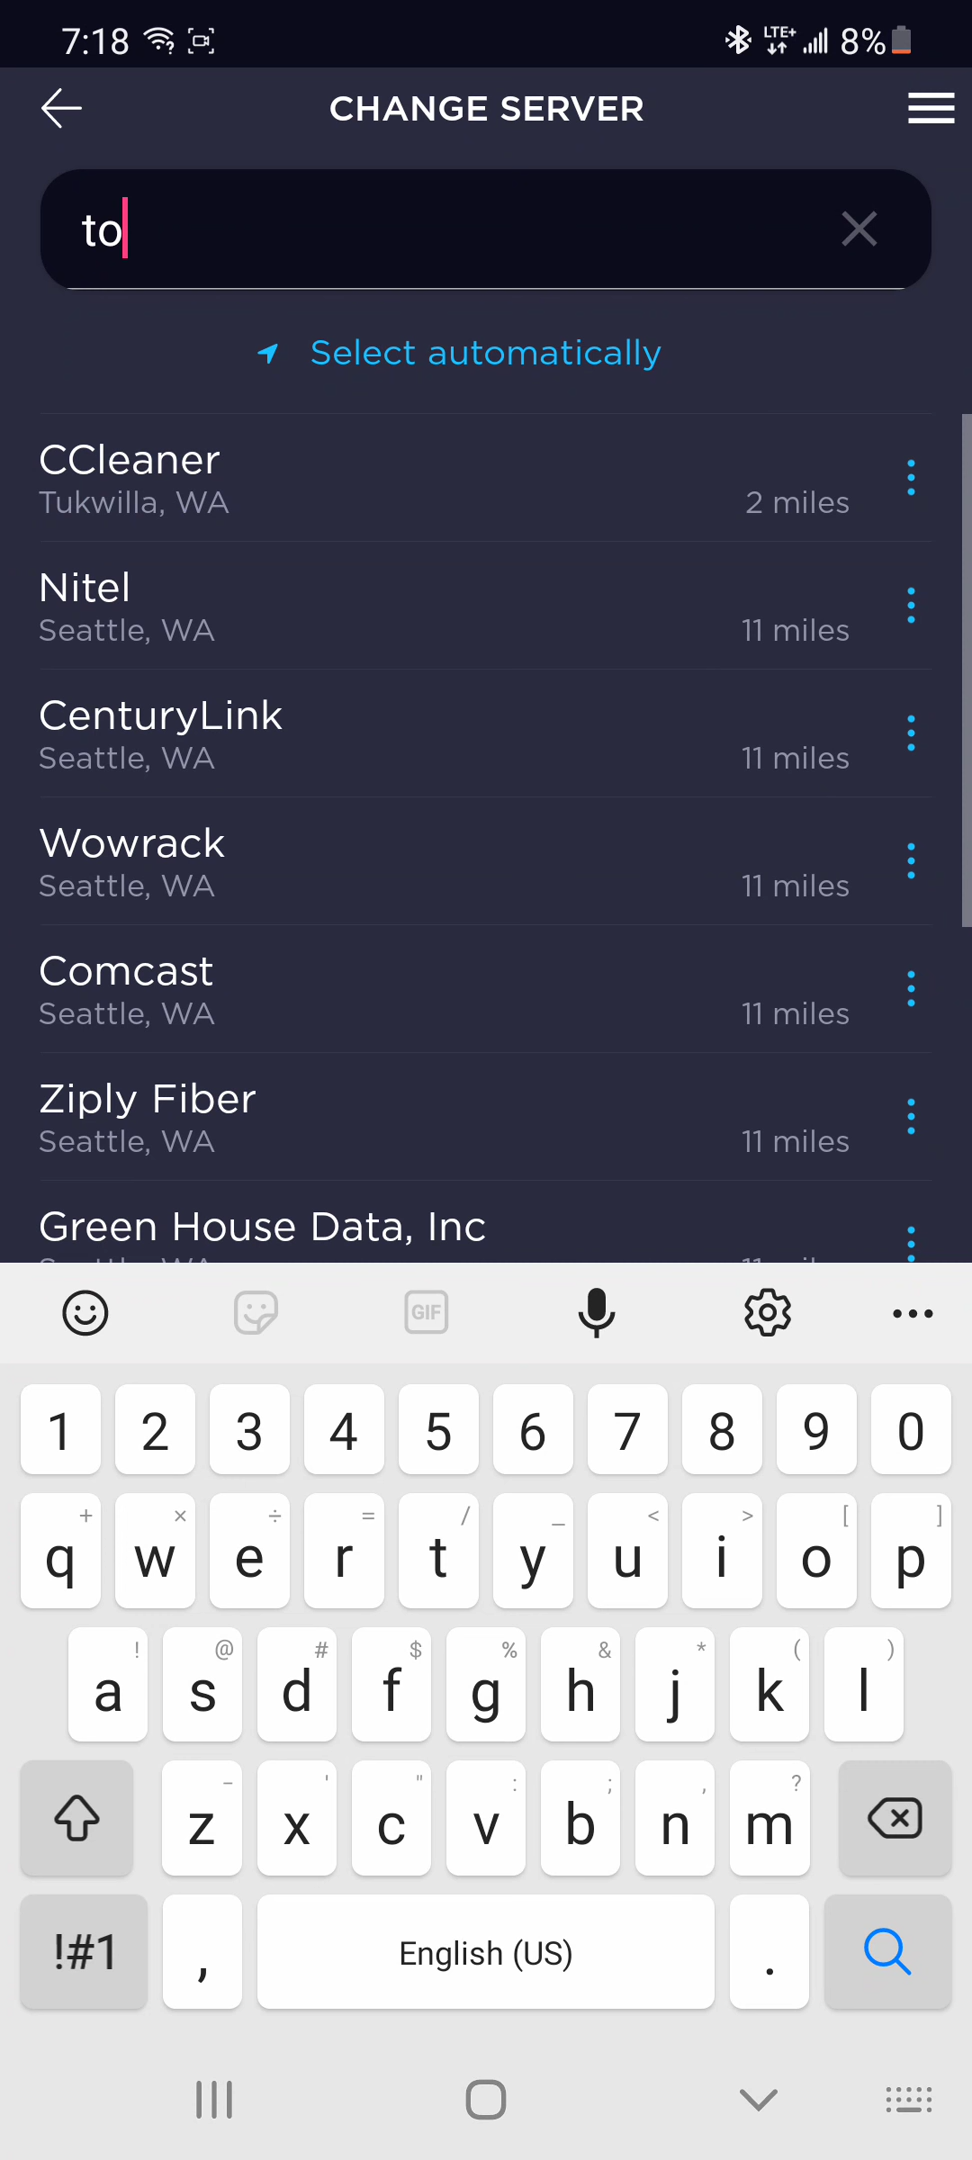 7:18 LTE+ 8%
CHANGE SERVER
to
Select automatically
CCleaner
Tukwilla, WA 2 miles
Nitel
Seattle, WA 11 miles
CenturyLink
Seattle, WA 11 miles
Wowrack
Seattle, WA 11 miles
Comcast
Seattle, WA 11 miles
Ziply Fiber
Seattle, WA 11 miles
Green House Data, Inc
GIF
1 2 3 4 5 6 7 8 9 0
+ × ÷ = / _ < > [ ]
q w e r t y u i o p
! @ # $ % & * ( )
a s d f g h j k l
- ' " : ; , ?
z x c v b n m
!#1 , English (US) .